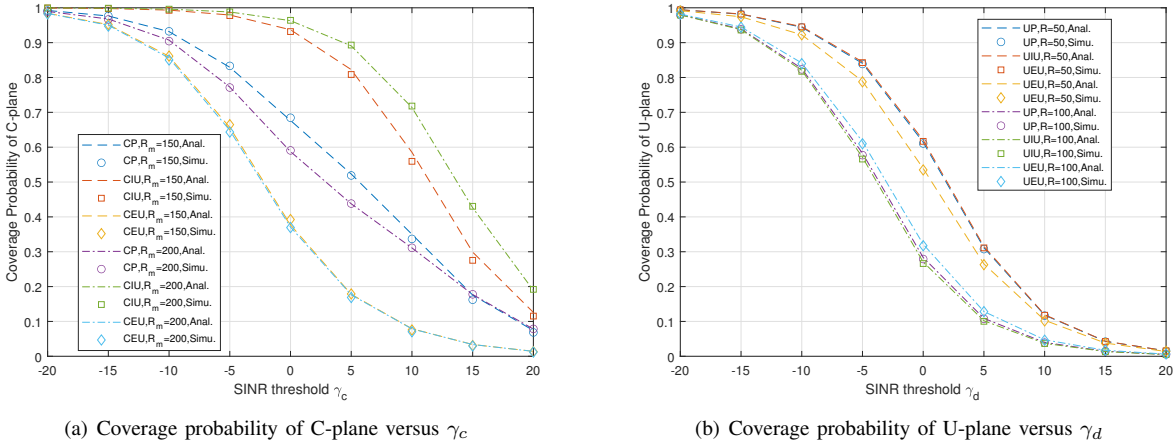 1
0.9
0.8
0.7
0.6
0.5
0.4
0.3
0.2
0.1
0
Coverage Probability of C-plane
CP,R_m=150,Anal.
CP,R_m=150,Simu.
CIU,R_m=150,Anal.
CIU,R_m=150,Simu.
CEU,R_m=150,Anal.
CEU,R_m=150,Simu.
CP,R_m=200,Anal.
CP,R_m=200,Simu.
CIU,R_m=200,Anal.
CIU,R_m=200,Simu.
CEU,R_m=200,Anal.
CEU,R_m=200,Simu.
-20 -15 -10 -5 0 5 10 15 20
SINR threshold γ_c
(a) Coverage probability of C-plane versus γ_c
1
0.9
0.8
0.7
0.6
0.5
0.4
0.3
0.2
0.1
0
Coverage Probability of U-plane
UP,R=50,Anal.
UP,R=50,Simu.
UIU,R=50,Anal.
UEU,R=50,Simu.
UEU,R=50,Anal.
UEU,R=50,Simu.
UP,R=100,Anal.
UP,R=100,Simu.
UIU,R=100,Anal.
UIU,R=100,Simu.
UEU,R=100,Anal.
UEU,R=100,Simu.
-20 -15 -10 -5 0 5 10 15 20
SINR threshold γ_d
(b) Coverage probability of U-plane versus γ_d